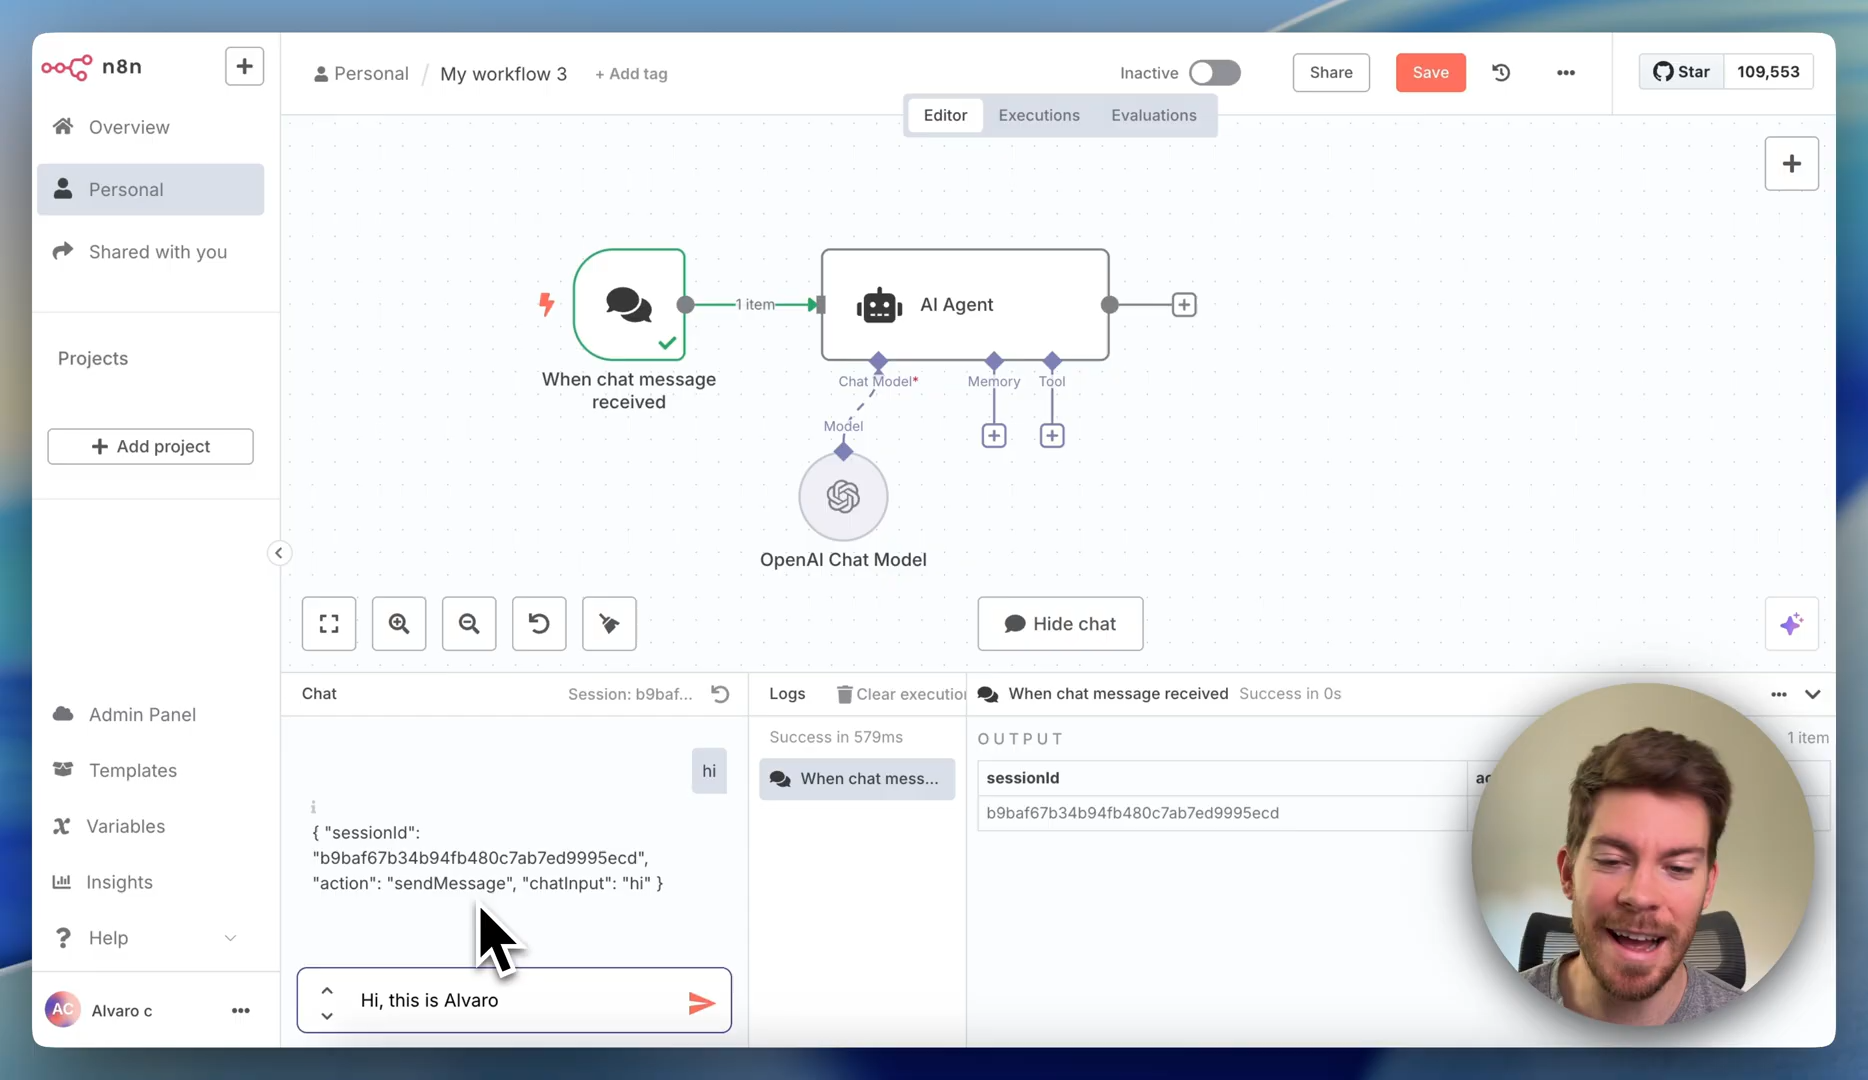 n8n
Overview
Personal
Shared with you
Projects
Add project
Admin Panel
Templates
Variables
Insights
Help
AC Alvaro c
Personal / My workflow 3 + Add tag
Inactive
Share
Save
Star 109,553
Editor Executions Evaluations
1 item
AI Agent
When chat message
received
Chat Model*
Memory
Tool
Model
OpenAI Chat Model
Hide chat
Chat
Session: b9baf...
hi
{ "sessionId":
"b9baf67b34b94fb480c7ab7ed9995ecd",
"action": "sendMessage", "chatInput": "hi" }
Hi, this is Alvaro
Logs
Clear executior
Success in 579ms
When chat mess...
When chat message received Success in 0s
OUTPUT
1 item
sessionId
ac
b9baf67b34b94fb480c7ab7ed9995ecd